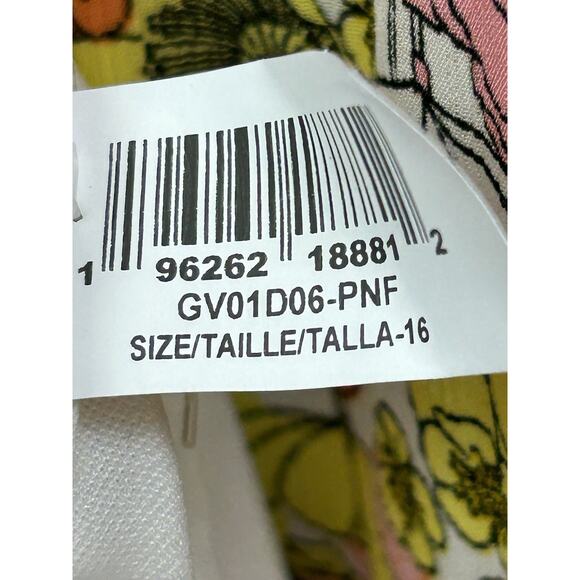 1 96262 18881 2
GV01D06-PNF
SIZE/TAILLE/TALLA-16